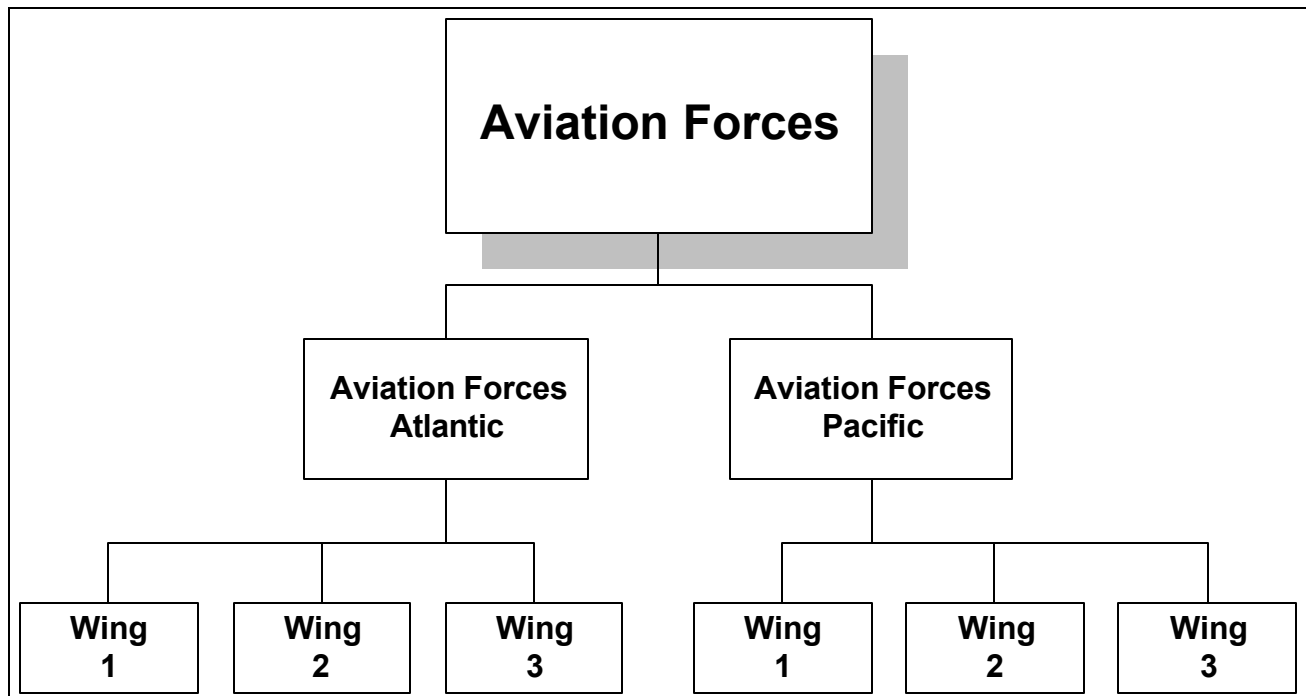 Aviation Forces
Aviation Forces
Atlantic
Aviation Forces
Pacific
Wing
1
Wing
2
Wing
3
Wing
1
Wing
2
Wing
3